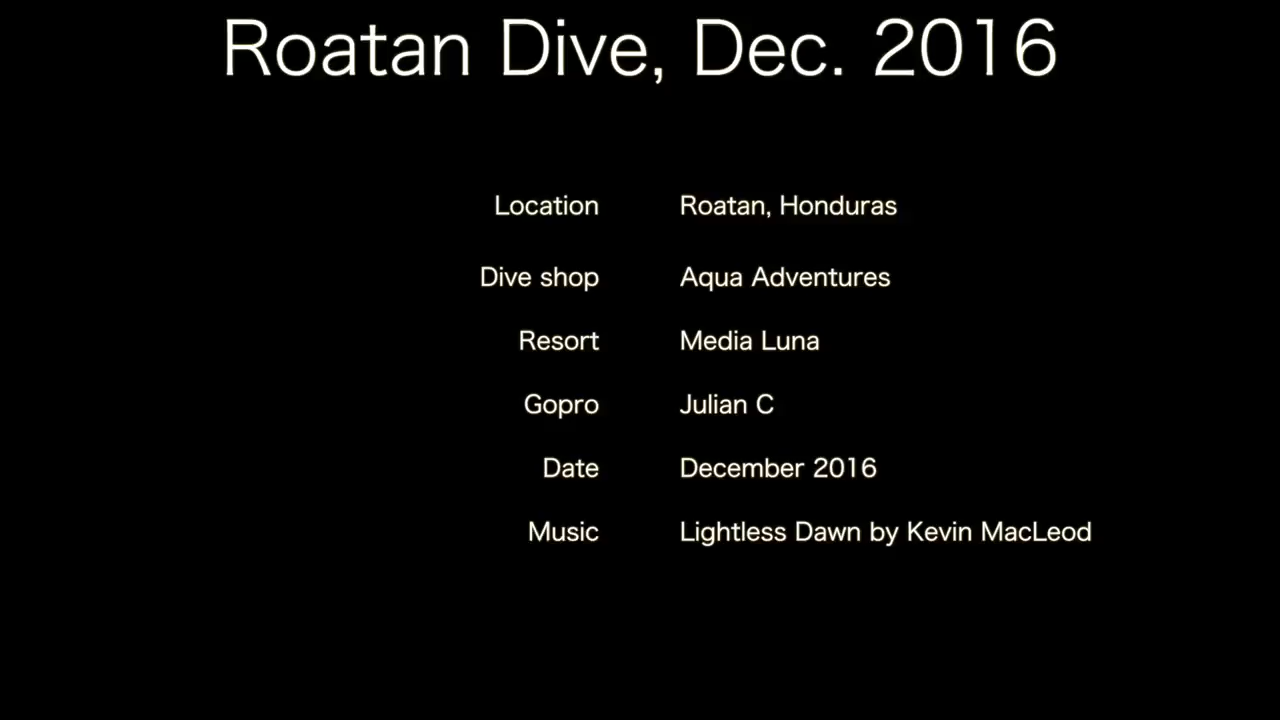 Roatan Dive, Dec. 2016
Location Roatan, Honduras
Dive shop Aqua Adventures
Resort Media Luna
Gopro Julian C
Date December 2016
Music Lightless Dawn by Kevin MacLeod